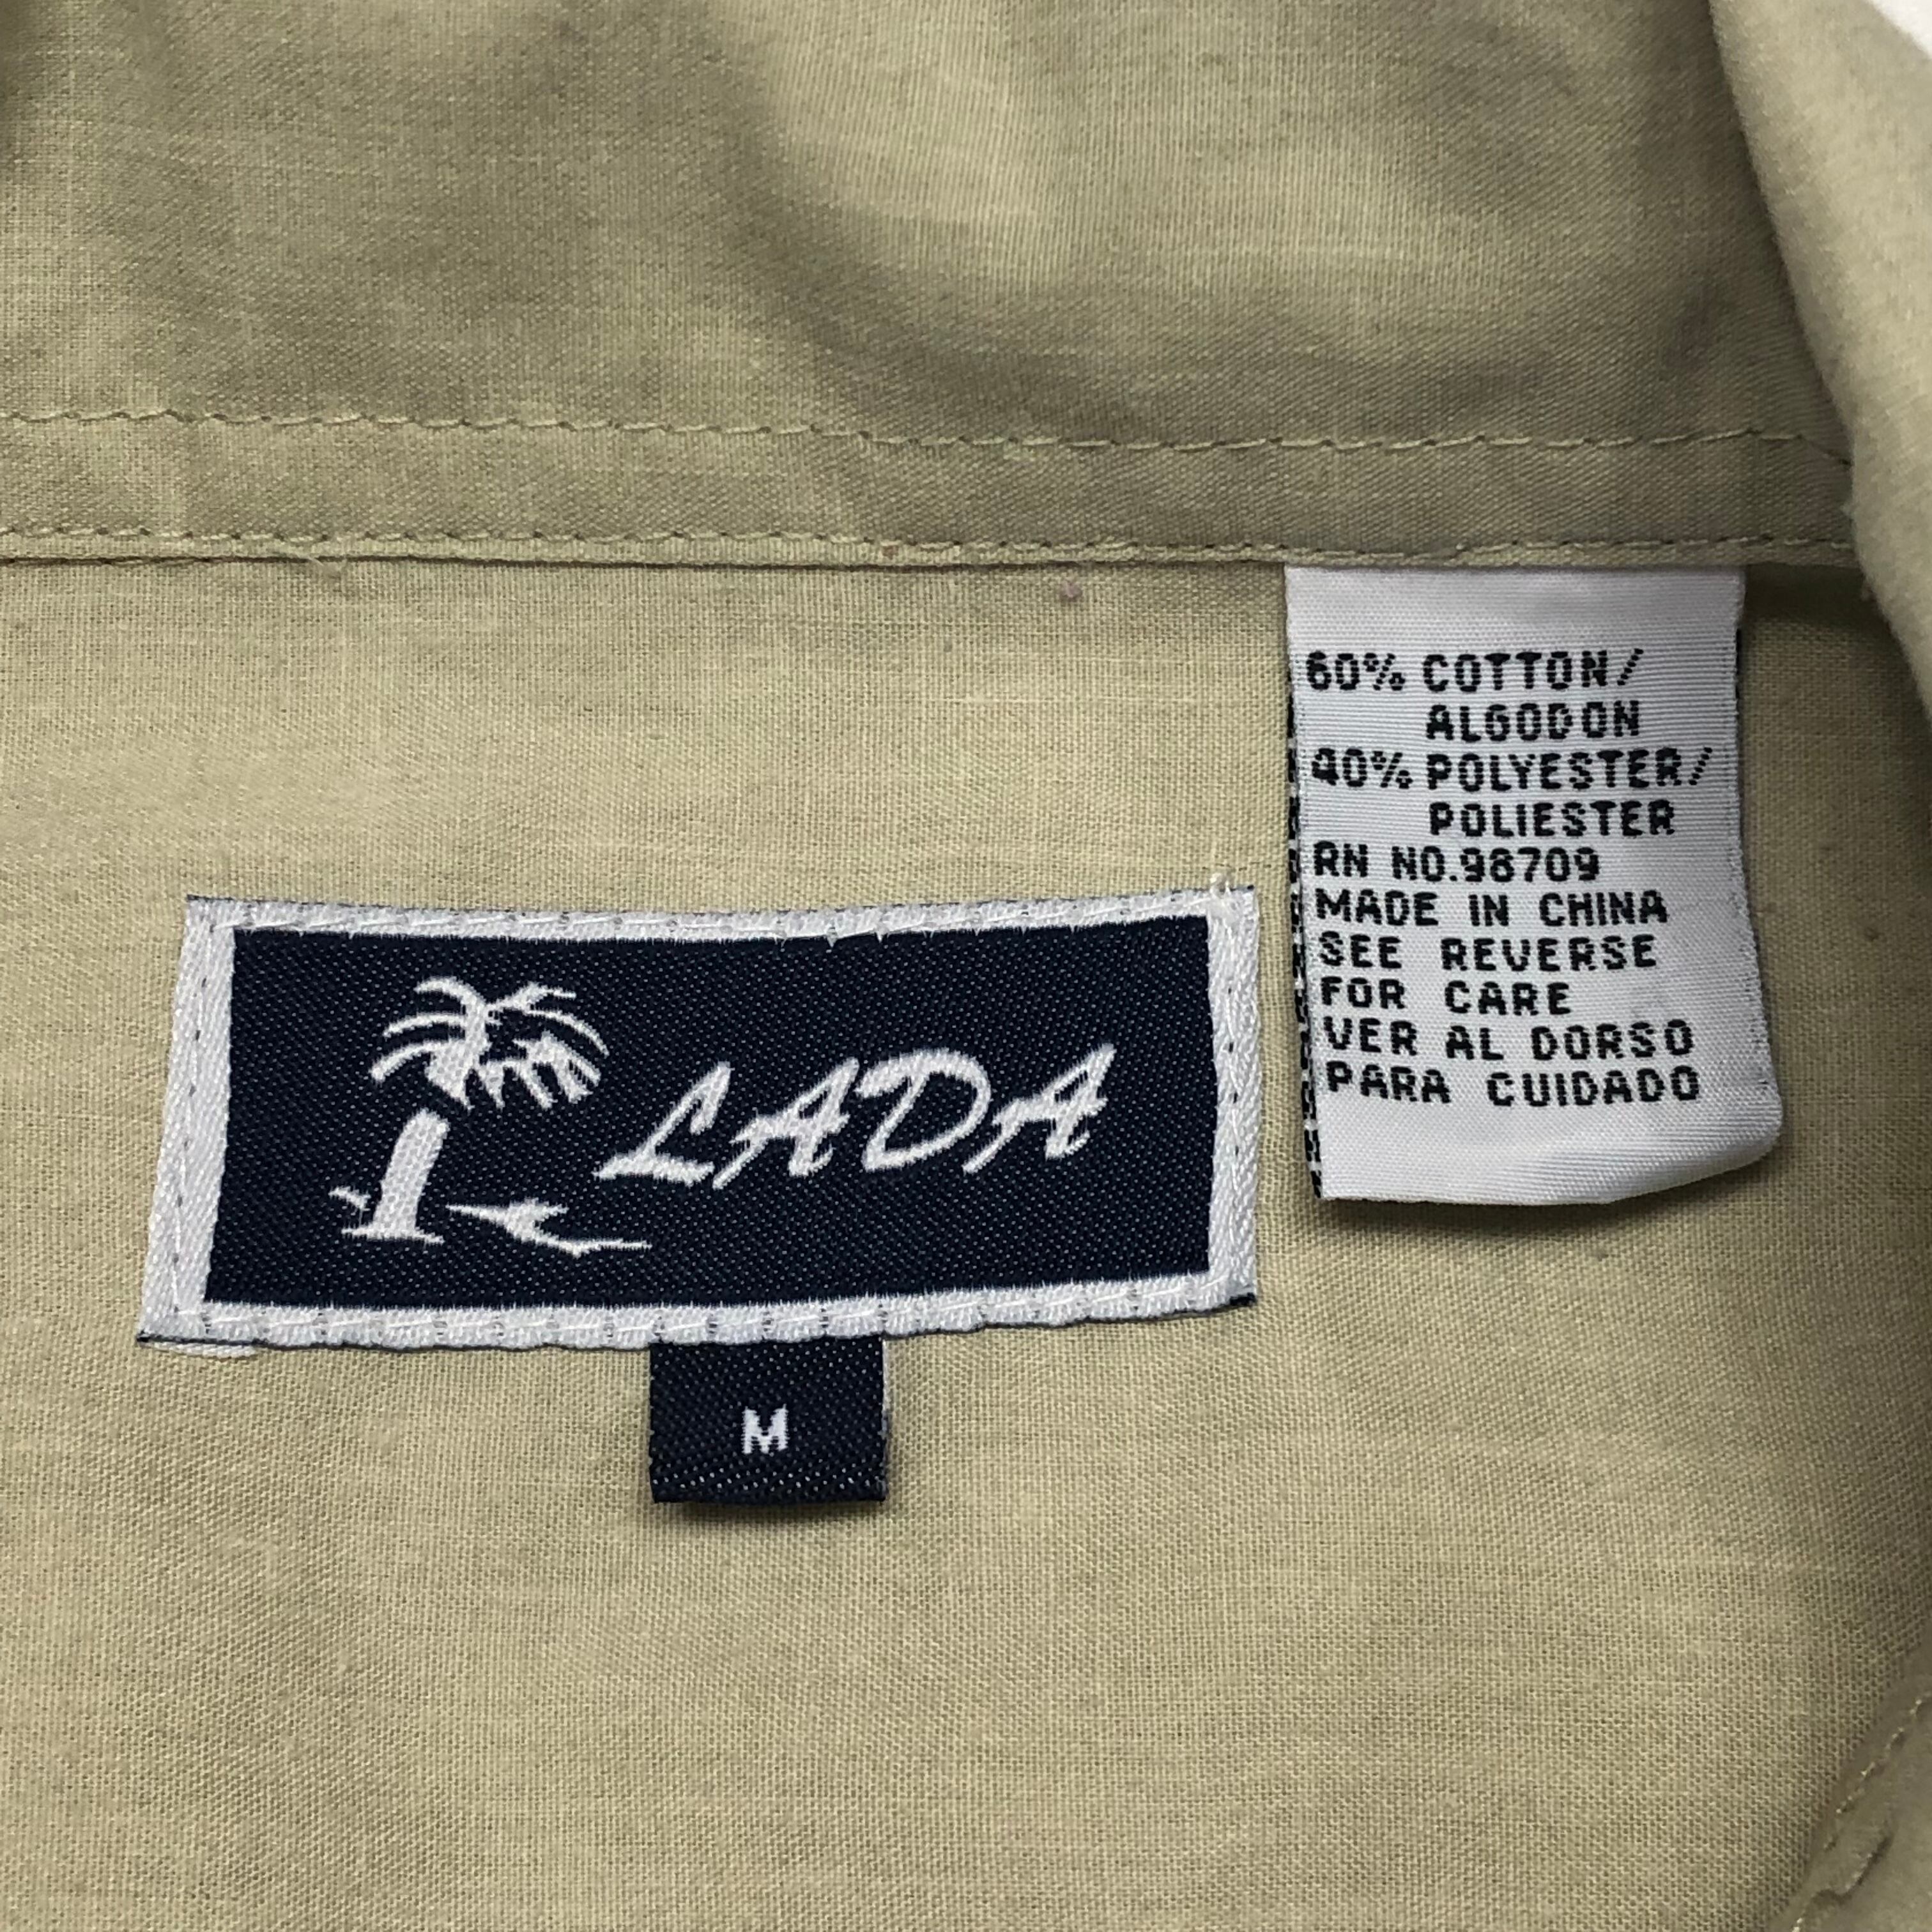 60% COTTON/
ALGODON
40% POLYESTER/
POLIESTER
RN NO.98709
MADE IN CHINA
SEE REVERSE
FOR CARE
VER AL DORSO
PARA CUIDADO
LADA
M